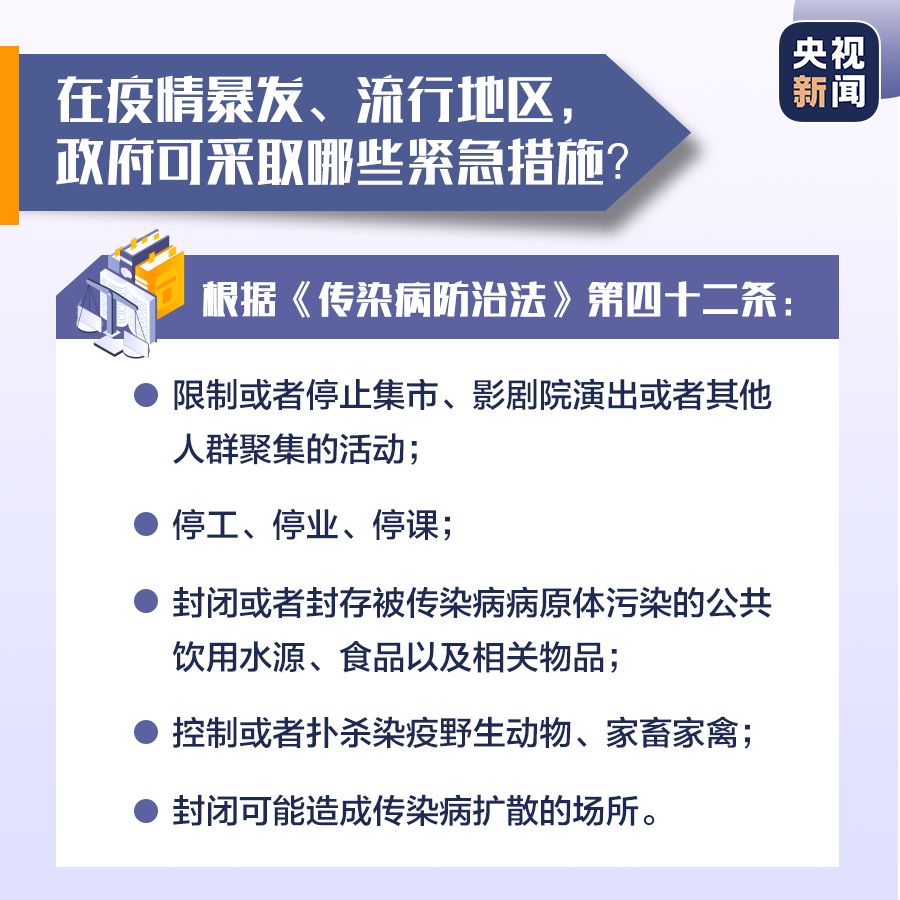 央视
新闻
在疫情暴发、流行地区，
政府可采取哪些紧急措施？
根据《传染病防治法》第四十二条：
限制或者停止集市、影剧院演出或者其他
人群聚集的活动；
停工、停业、停课；
封闭或者封存被传染病病原体污染的公共
饮用水源、食品以及相关物品；
控制或者扑杀染疫野生动物、家畜家禽；
封闭可能造成传染病扩散的场所。